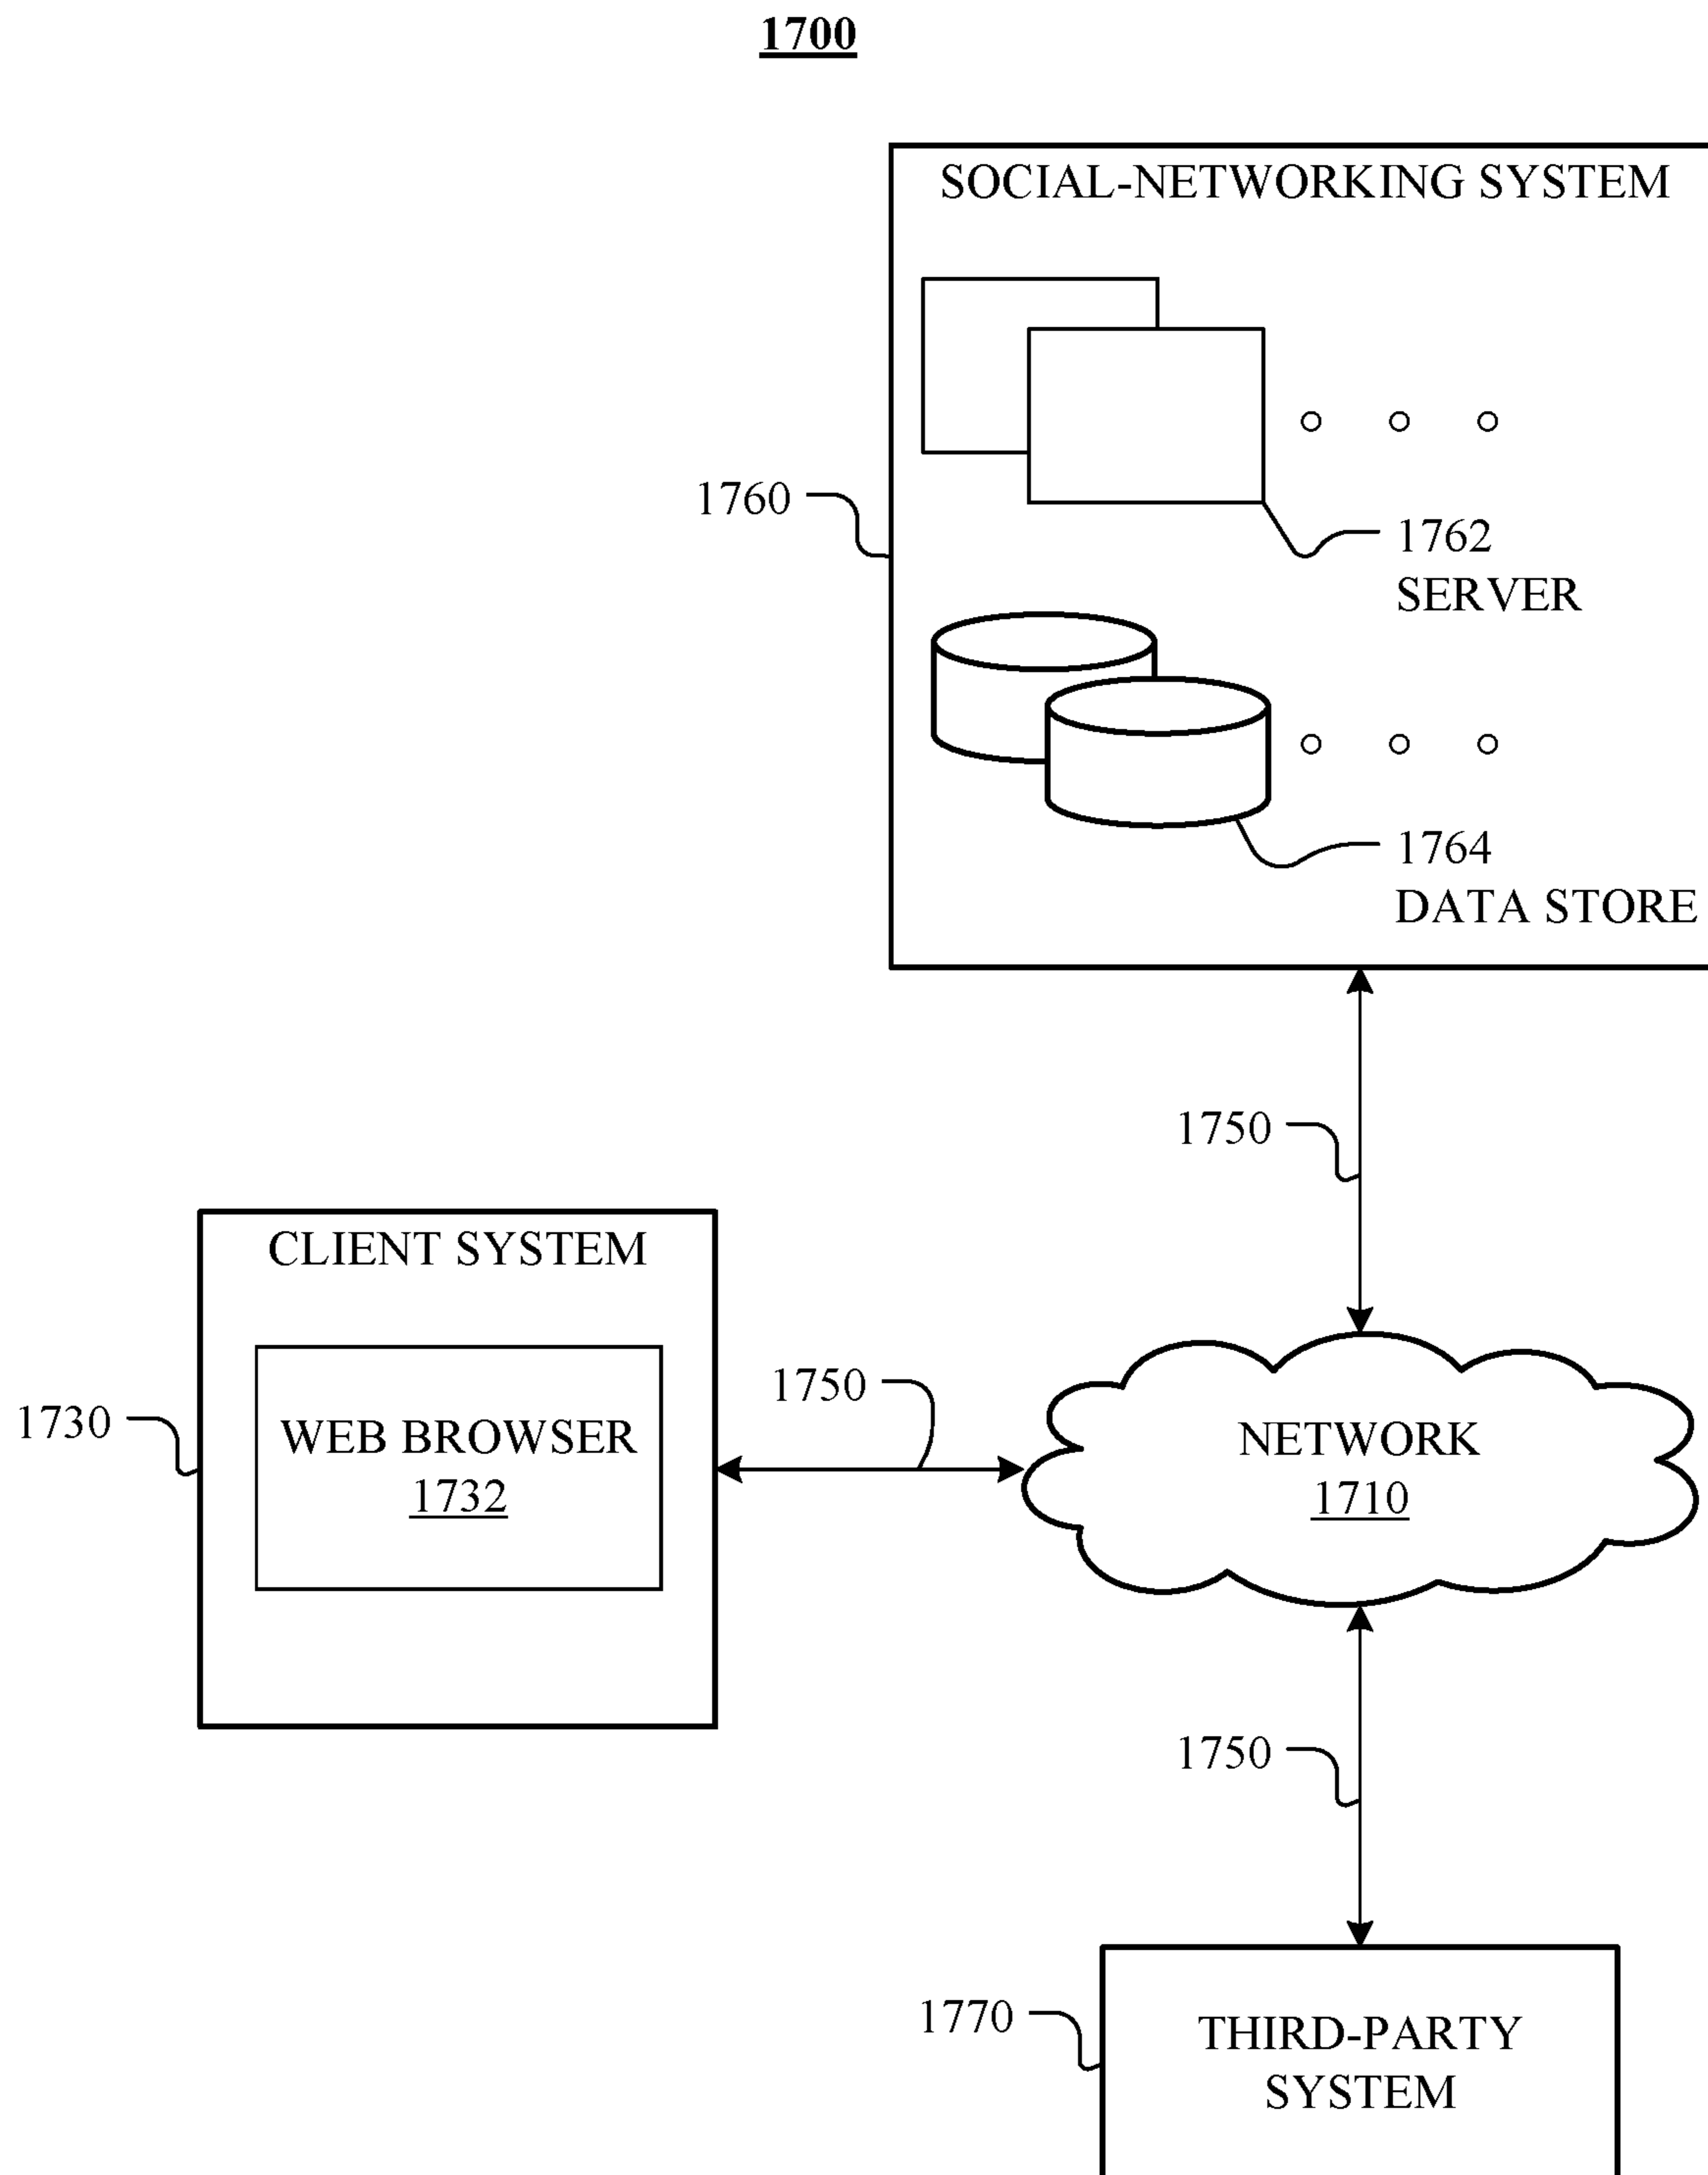 1700
SOCIAL-NETWORKING SYSTEM
1760
1762
SERVER
1764
DATA STORE
1750
CLIENT SYSTEM
1730
WEB BROWSER
1732
1750
NETWORK
1710
1750
1770
THIRD-PARTY
SYSTEM